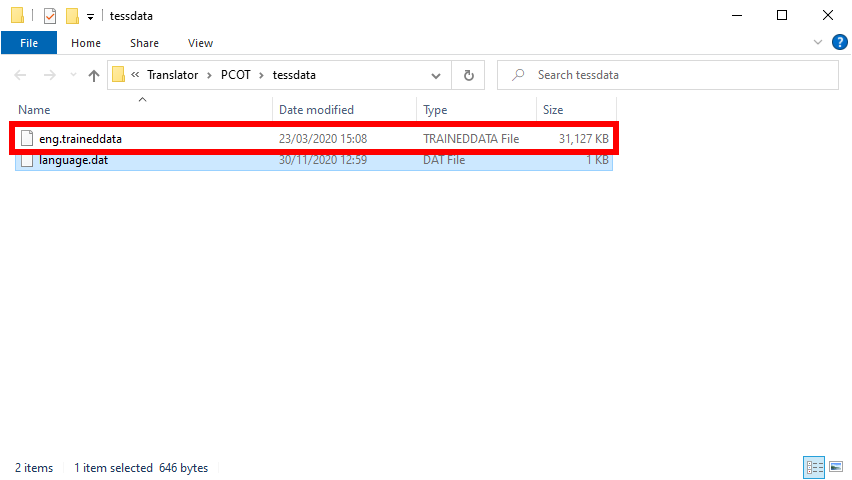 tessdata
File Home Share View
« Translator > PCOT > tessdata Search tessdata
Name Date modified Type Size
eng.traineddata 23/03/2020 15:08 TRAINEDDATA File 31,127 KB
language.dat 30/11/2020 12:59 DAT File 1 KB
2 items 1 item selected 646 bytes